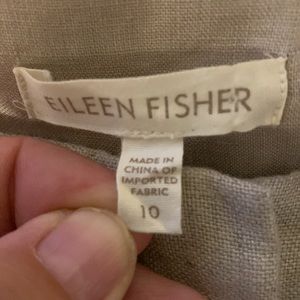 EILEEN FISHER
MADE IN
CHINA OF
IMPORTED
FABRIC
10